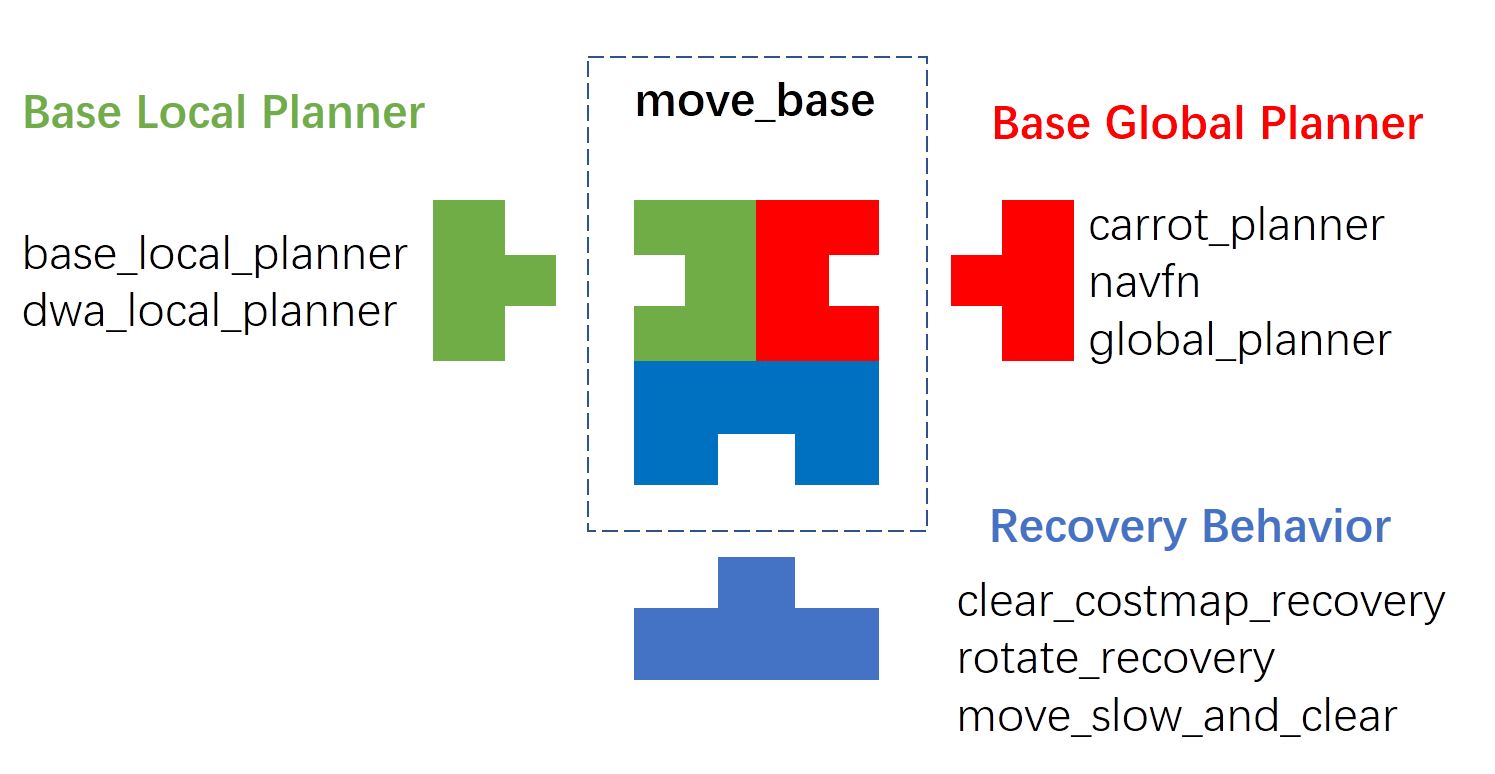 move_base
Base Local Planner
base_local_planner
dwa_local_planner
Base Global Planner
carrot_planner
navfn
global_planner
Recovery Behavior
clear_costmap_recovery
rotate_recovery
move_slow_and_clear